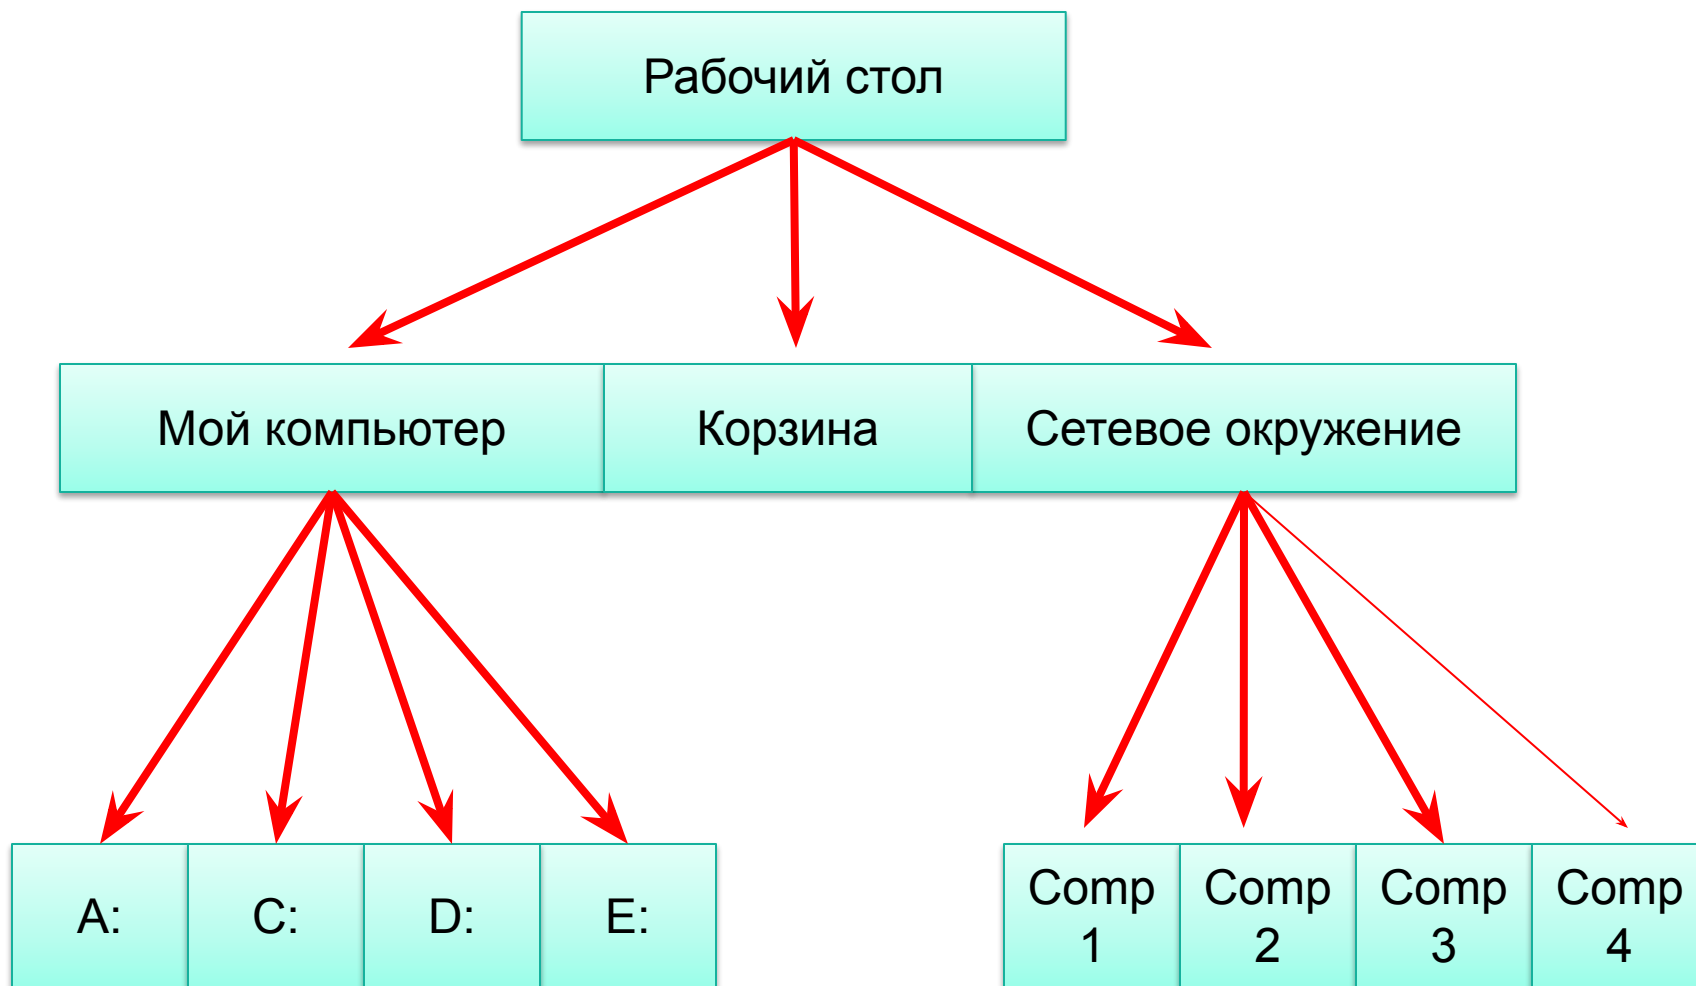 Рабочий стол
Мой компьютер
Корзина
Сетевое окружение
A:
C:
D:
E:
Comp
1
Comp
2
Comp
3
Comp
4